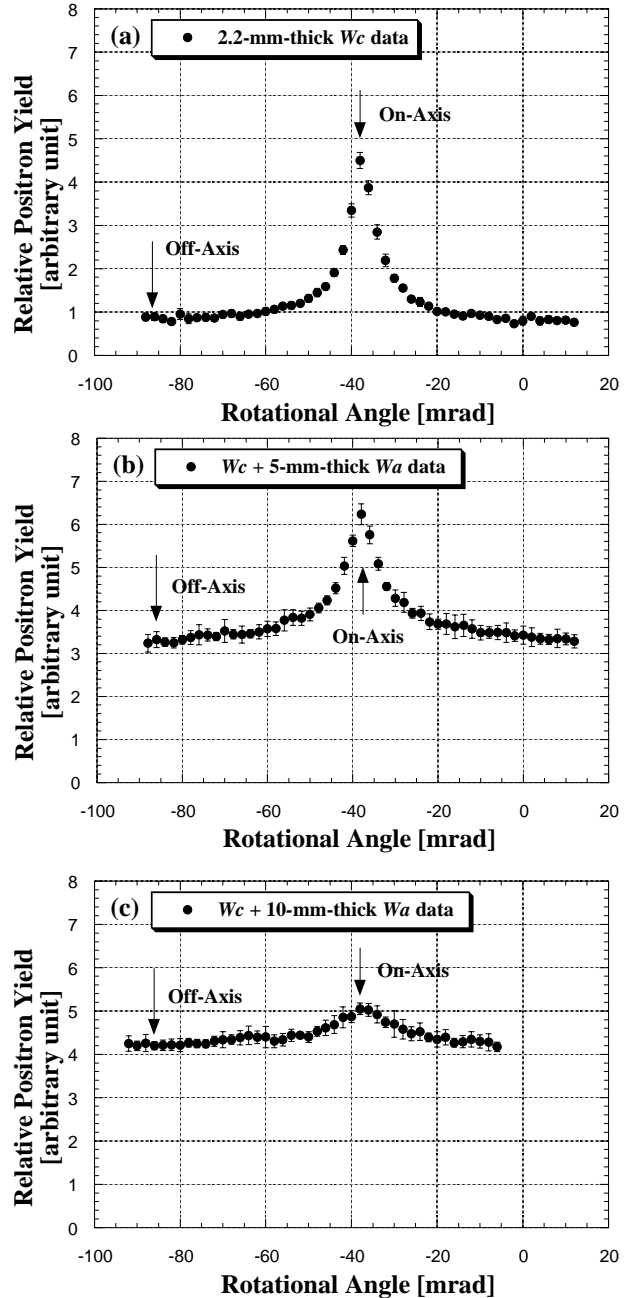 8
(a)
2.2-mm-thick Wc data
7
6
On-Axis
5
4
Off-Axis
3
2
1
0
-100 -80 -60 -40 -20 0 20
Rotational Angle [mrad]
Relative Positron Yield
[arbitrary unit]
8
(b)
Wc + 5-mm-thick Wa data
7
6
5
Off-Axis
4
On-Axis
3
2
1
0
-100 -80 -60 -40 -20 0 20
Rotational Angle [mrad]
Relative Positron Yield
[arbitrary unit]
8
(c)
Wc + 10-mm-thick Wa data
7
6
On-Axis
Off-Axis
5
4
3
2
1
0
-100 -80 -60 -40 -20 0 20
Rotational Angle [mrad]
Relative Positron Yield
[arbitrary unit]